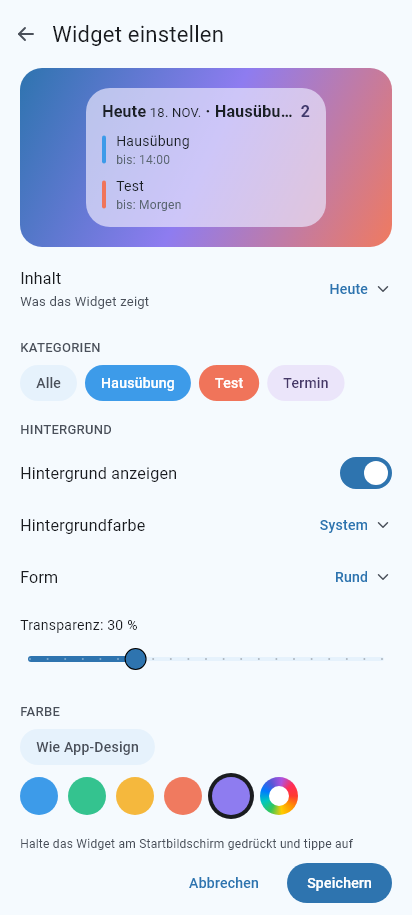 Widget einstellen
Heute 18. NOV. · Hausübu... 2
Hausübung
bis: 14:00
Test
bis: Morgen
Inhalt
Was das Widget zeigt
Heute
KATEGORIEN
Alle Hausübung Test Termin
HINTERGRUND
Hintergrund anzeigen
Hintergrundfarbe System
Form Rund
Transparenz: 30 %
FARBE
Wie App-Design
Halte das Widget am Startbildschirm gedrückt und tippe auf
Abbrechen Speichern